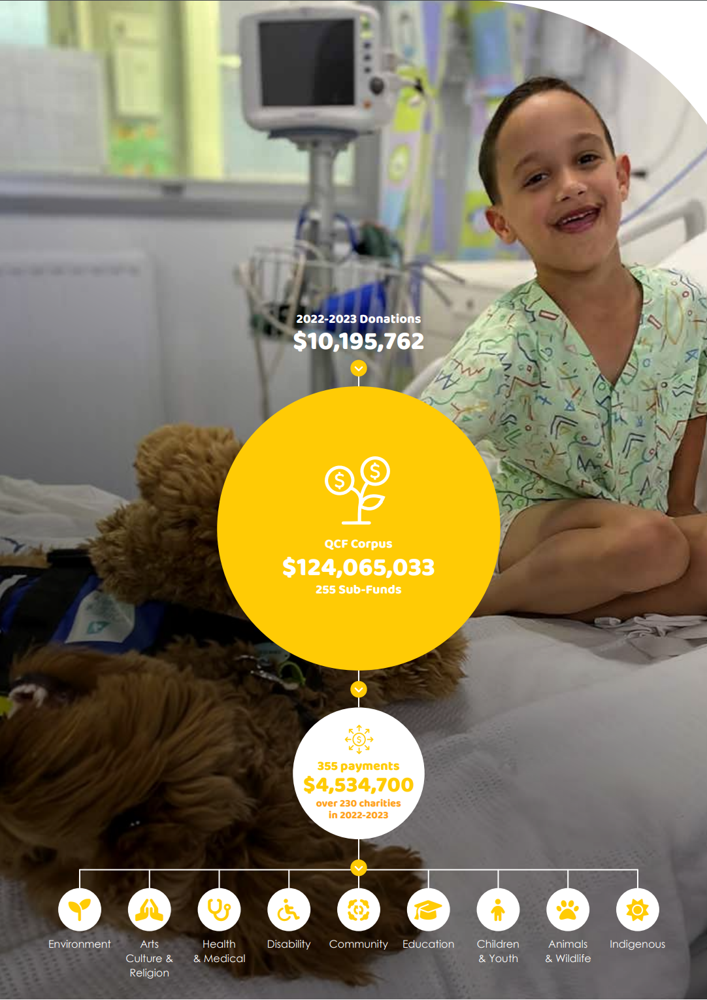 2022-2023 Donations
$10,195,762
QCF Corpus
$124,065,033
255 Sub-Funds
355 payments
$4,534,700
over 230 charities
in 2022-2023
Environment
Arts
Culture &
Religion
Health
& Medical
Disability
Community
Education
Children
& Youth
Animals
& Wildlife
Indigenous